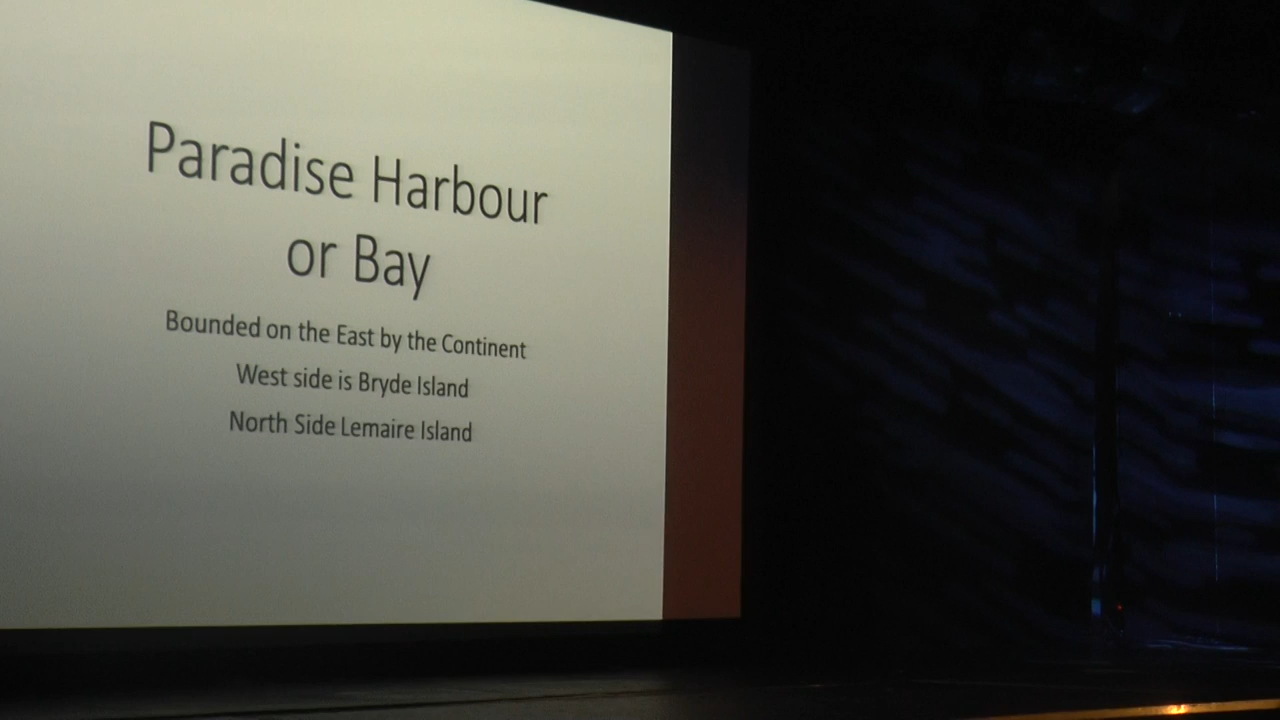 Paradise Harbour
or Bay
Bounded on the East by the Continent
West side is Bryde Island
North Side Lemaire Island